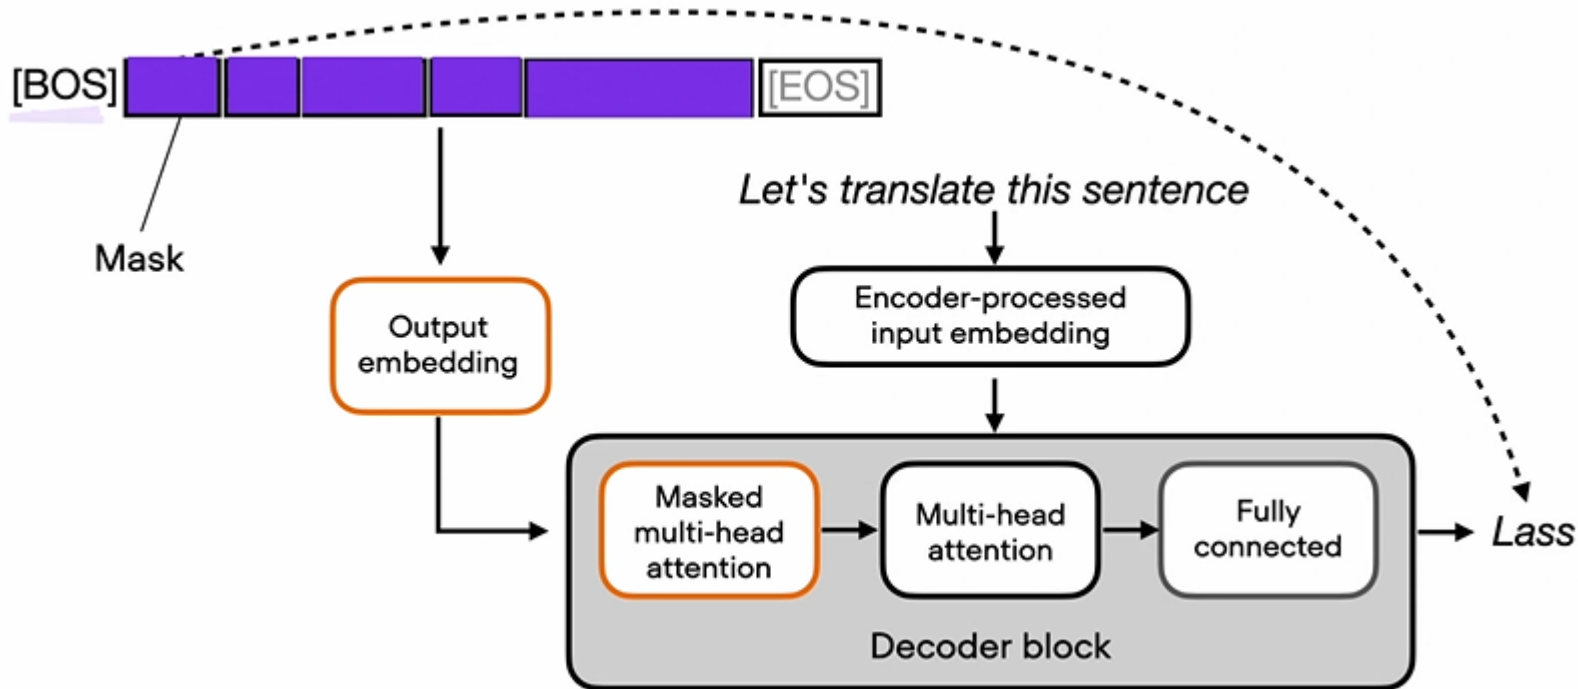 [BOS]
[EOS]
Mask
Let's translate this sentence
Encoder-processed
input embedding
Output
embedding
Masked
multi-head
attention
Multi-head
attention
Fully
connected
Lass
Decoder block